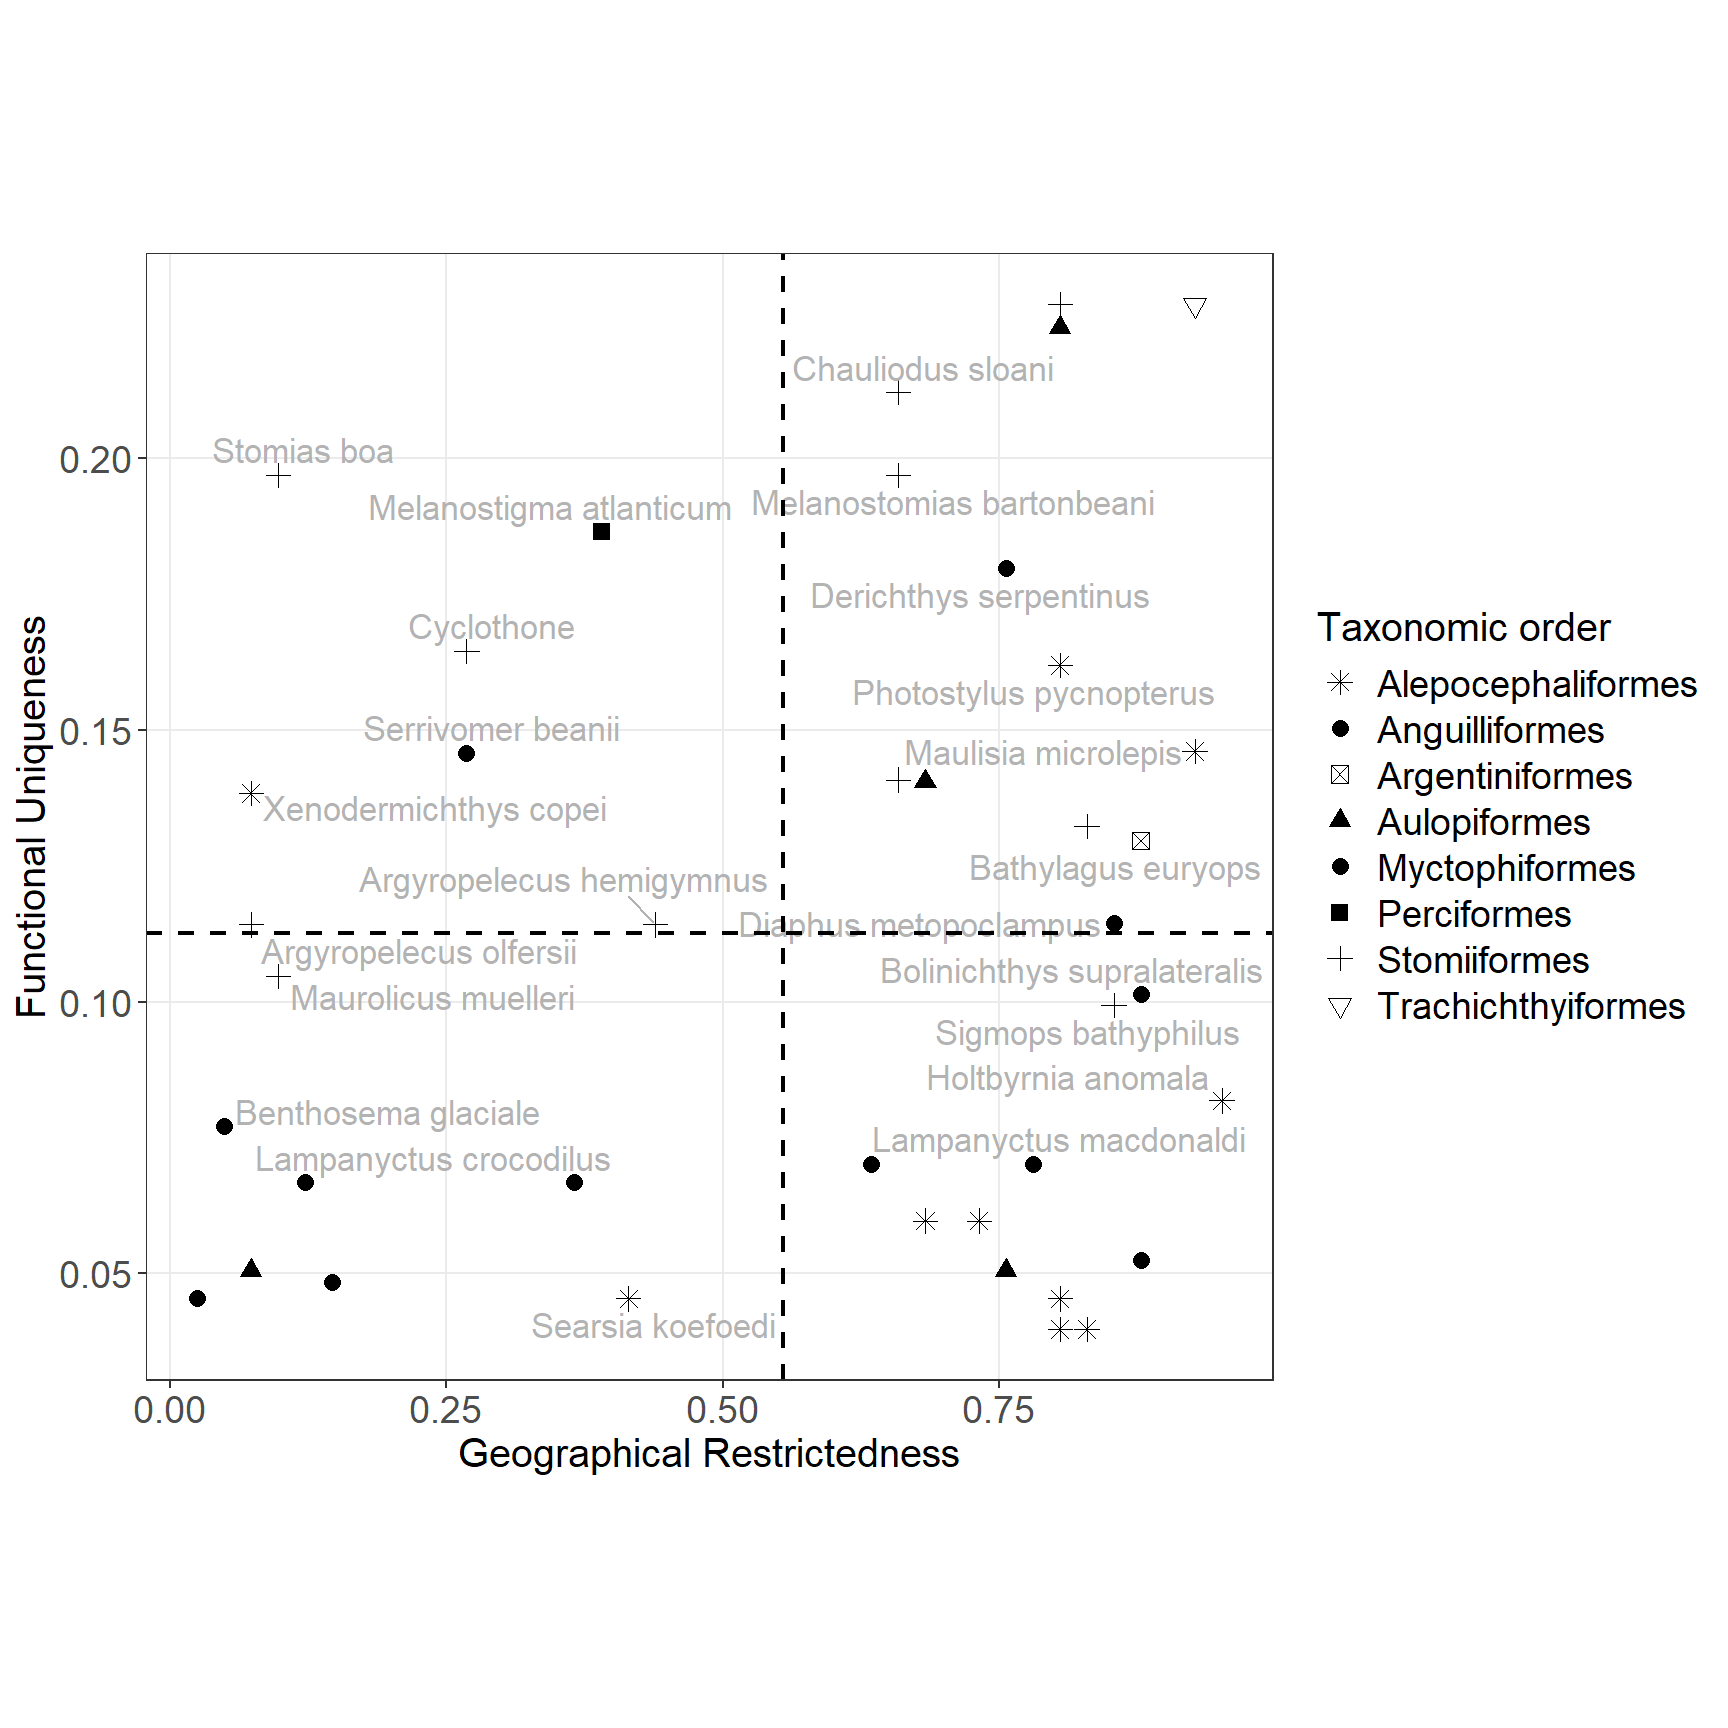 Chauliodus sloani
Stomias boa
Melanostigma atlanticum
Melanostomias bartonbeani
Derichthys serpentinus
Cyclothone
Photostylus pycnopterus
Serrivomer beanii
Maulisia microlepis
Xenodermichthys copei
Bathylagus euryops
Argyropelecus hemigymnus
Diaphus metopoclampus
Argyropelecus olfersii
Bolinichthys supralateralis
Maurolicus muelleri
Sigmops bathyphilus
Holtbyrnia anomala
Benthosema glaciale
Lampanyctus macdonaldi
Lampanyctus crocodilus
Searsia koefoedi
0.20
0.15
0.10
0.05
Functional Uniqueness
0.00 0.25 0.50 0.75
Geographical Restrictedness
Taxonomic order
Alepocephaliformes
Anguilliformes
Argentiniformes
Aulopiformes
Myctophiformes
Perciformes
Stomiiformes
Trachichthyiformes